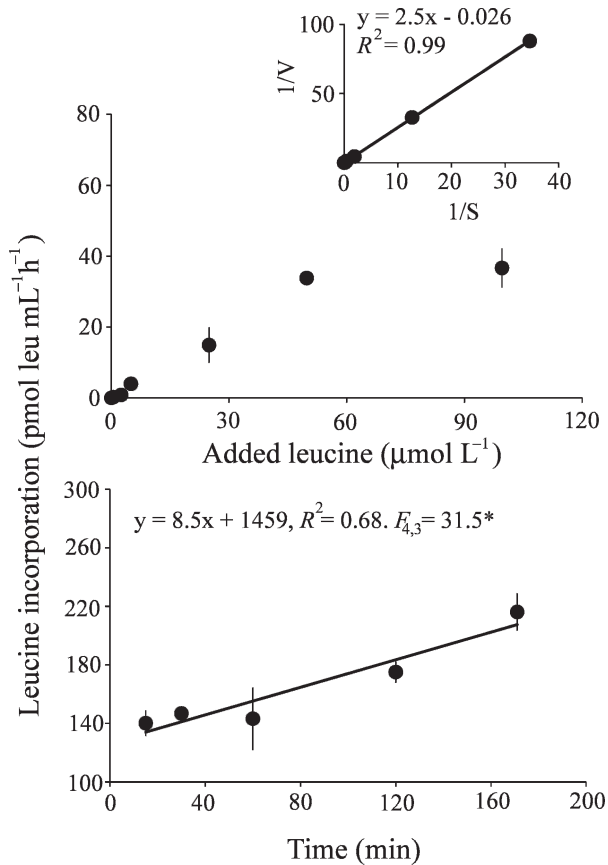 y = 2.5x - 0.026
R² = 0.99
100
50
1/V
0 10 20 30 40
1/S
80
60
40
20
0
0 30 60 90 120
Added leucine (µmol L⁻¹)
Leucine incorporation (pmol leu mL⁻¹h⁻¹)
300
y = 8.5x + 1459, R² = 0.68. F4,3 = 31.5*
260
220
180
140
100
0 40 80 120 160 200
Time (min)